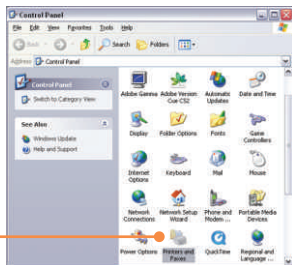 Control Panel
File Edit View Favorites Tools Help
Back Search Folders
Address Control Panel
Control Panel
Switch to Category View
See Also
Windows Update
Help and Support
Adobe Gamma Adobe Version Cue CS2 Automatic Updates Date and Time
Display Folder Options Fonts Game Controllers
Internet Options Keyboard Mail Mouse
Network Connections Network Setup Wizard Phone and Modem ... Portable Media Devices
Power Options Printers and Faxes QuickTime Regional and Language ...